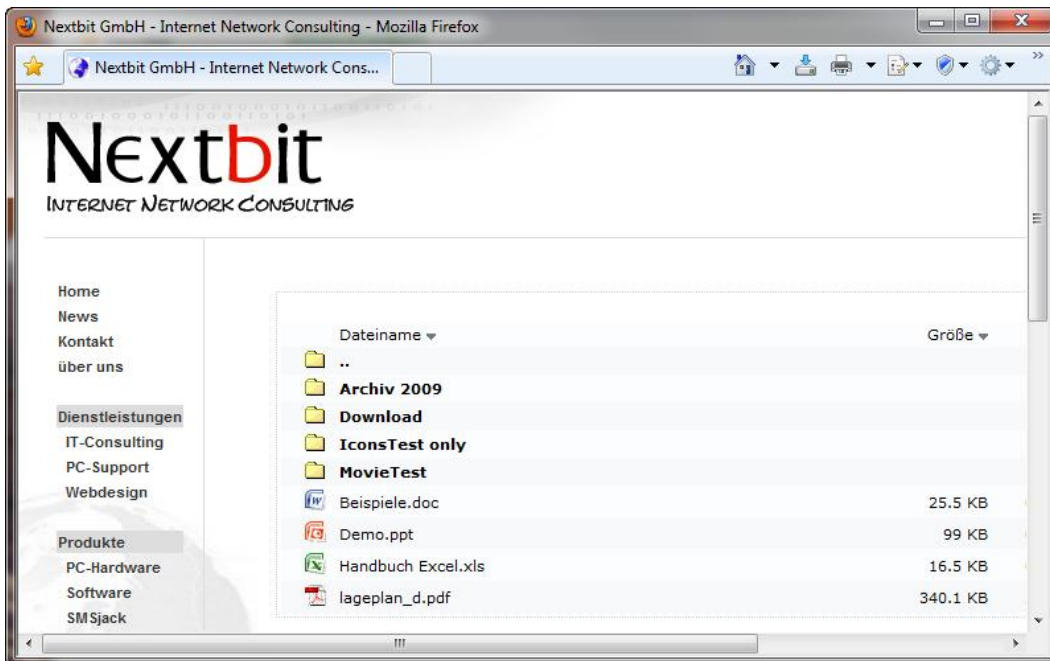 Nextbit GmbH - Internet Network Consulting - Mozilla Firefox
Nextbit GmbH - Internet Network Cons...
Nextbit
INTERNET NETWORK CONSULTING
Home
News
Kontakt
über uns
Dienstleistungen
IT-Consulting
PC-Support
Webdesign
Produkte
PC-Hardware
Software
SMSjack
Dateiname Größe
..
Archiv 2009
Download
IconsTest only
MovieTest
Beispiele.doc 25.5 KB
Demo.ppt 99 KB
Handbuch Excel.xls 16.5 KB
lageplan_d.pdf 340.1 KB